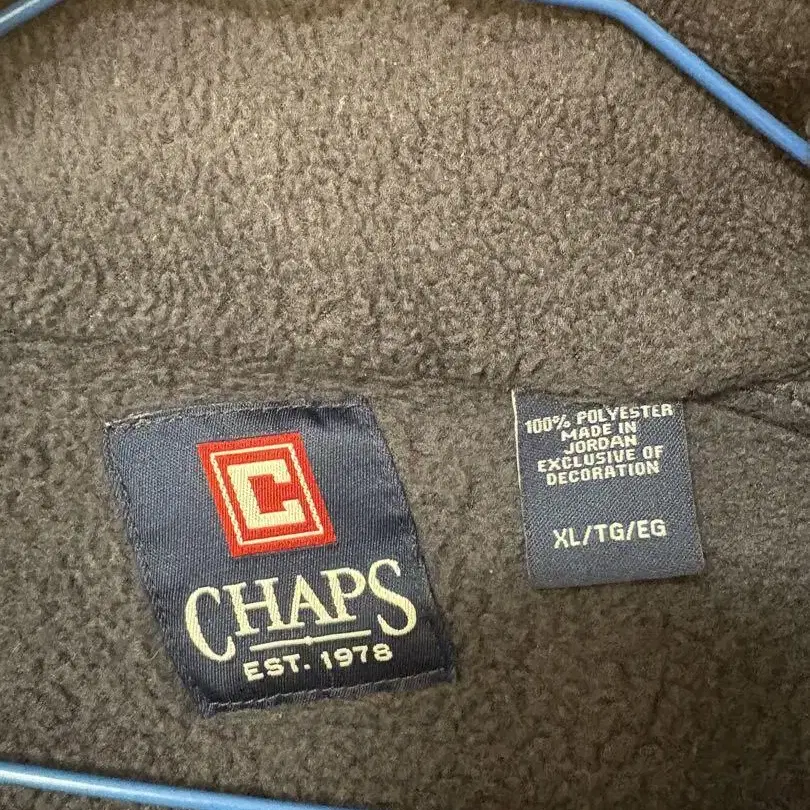 C
CHAPS
EST. 1978
100% POLYESTER
MADE IN
JORDAN
EXCLUSIVE OF
DECORATION
XL/TG/EG